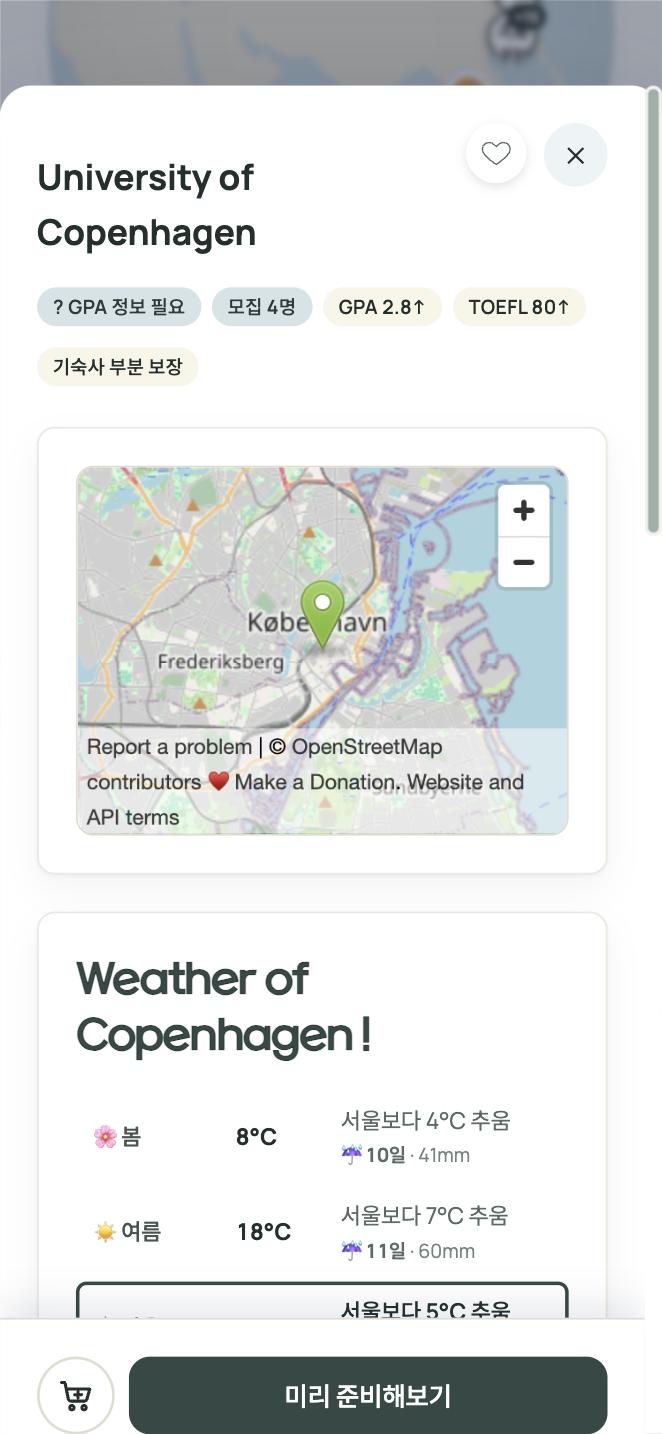 University of
Copenhagen
? GPA 정보 필요
모집 4명
GPA 2.8↑
TOEFL 80↑
기숙사 부분 보장
+
−
København
Frederiksberg
Report a problem | © OpenStreetMap
contributors ♥ Make a Donation. Website and
API terms
Weather of
Copenhagen !
🌸 봄 8°C 서울보다 4°C 추움
☔ 10일 · 41mm
☀️ 여름 18°C 서울보다 7°C 추움
☔ 11일 · 60mm
서울보다 5°C 추움
미리 준비해보기